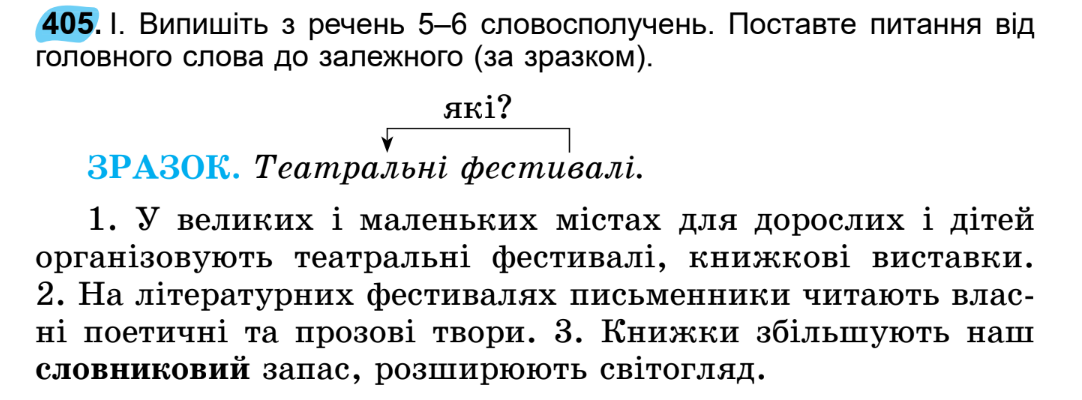 405. І. Випишіть з речень 5–6 словосполучень. Поставте питання від
головного слова до залежного (за зразком).
які?
ЗРАЗОК. Театральні фестивалі.
1. У великих і маленьких містах для дорослих і дітей
організовують театральні фестивалі, книжкові виставки.
2. На літературних фестивалях письменники читають влас-
ні поетичні та прозові твори. 3. Книжки збільшують наш
словниковий запас, розширюють світогляд.